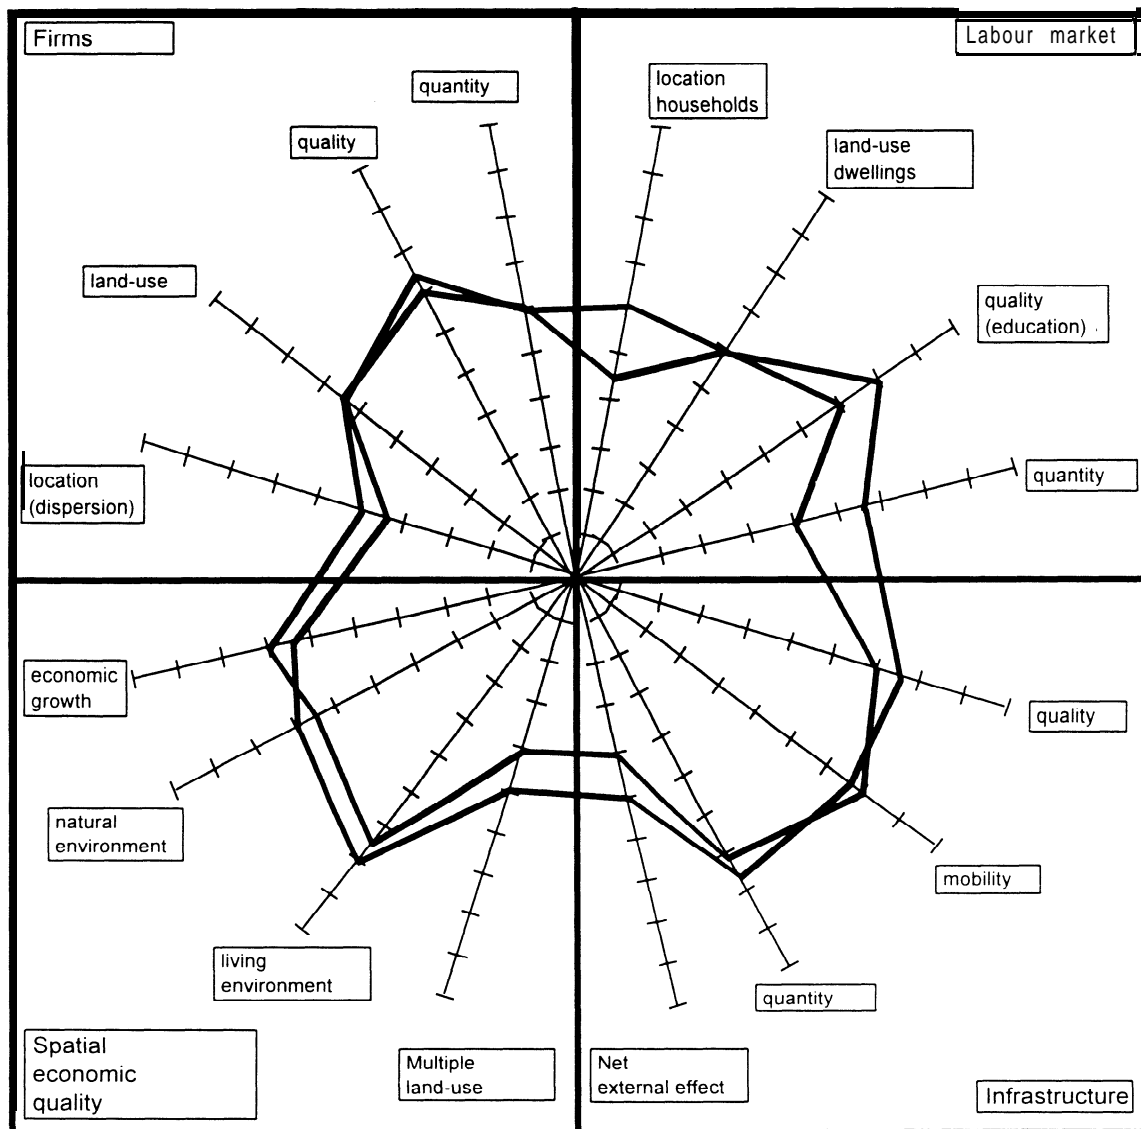 Firms
Labour market
quantity
location
households
quality
land-use
dwellings
land-use
quality
(education)
location
(dispersion)
quantity
economic
growth
quality
natural
environment
mobility
living
environment
quantity
Spatial
economic
quality
Multiple
land-use
Net
external effect
Infrastructure